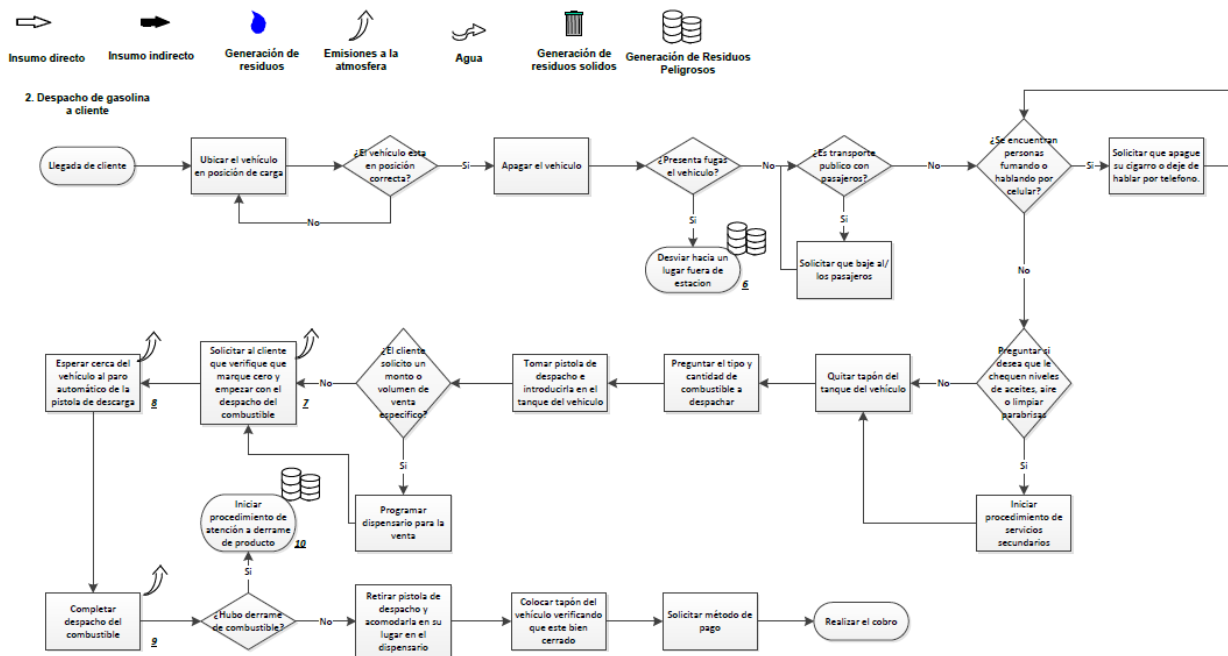 Insumo directo
Insumo indirecto
Generación de
residuos
Emisiones a la
atmosfera
Agua
Generación de
residuos solidos
Generación de Residuos
Peligrosos
2. Despacho de gasolina
a cliente
Llegada de cliente
Ubicar el vehículo
en posición de carga
¿El vehículo esta
en posición
correcta?
Si
No
Apagar el vehiculo
¿Presenta fugas
el vehiculo?
No
Si
Desviar hacia un
lugar fuera de
estacion
6
¿Es transporte
publico con
pasajeros?
No
Si
Solicitar que baje al/
los pasajeros
¿Se encuentran
personas
fumando o
hablando por
celular?
Si
Solicitar que apague
su cigarro o deje de
hablar por telefono.
No
Preguntar si
desea que le
chequen niveles
de aceites, aire
o limpiar
parabrisas
No
Si
Iniciar
procedimiento de
servicios
secundarios
Quitar tapón del
tanque del vehículo
Preguntar el tipo y
cantidad de
combustible a
despachar
Tomar pistola de
despacho e
introducirla en el
tanque del vehiculo
¿El cliente
solicito un
monto o
volumen de
venta
especifico?
No
Si
Programar
dispensario para la
venta
Solicitar al cliente
que verifique que
marque cero y
empezar con el
despacho del
combustible
7
Esperar cerca del
vehículo al paro
automático de la
pistola de descarga
8
Completar
despacho del
combustible
9
¿Hubo derrame
de combustible?
Si
Iniciar
procedimiento de
atención a derrame
de producto
10
No
Retirar pistola de
despacho y
acomodarla en su
lugar en el
dispensario
Colocar tapón del
vehículo verificando
que este bien
cerrado
Solicitar método de
pago
Realizar el cobro